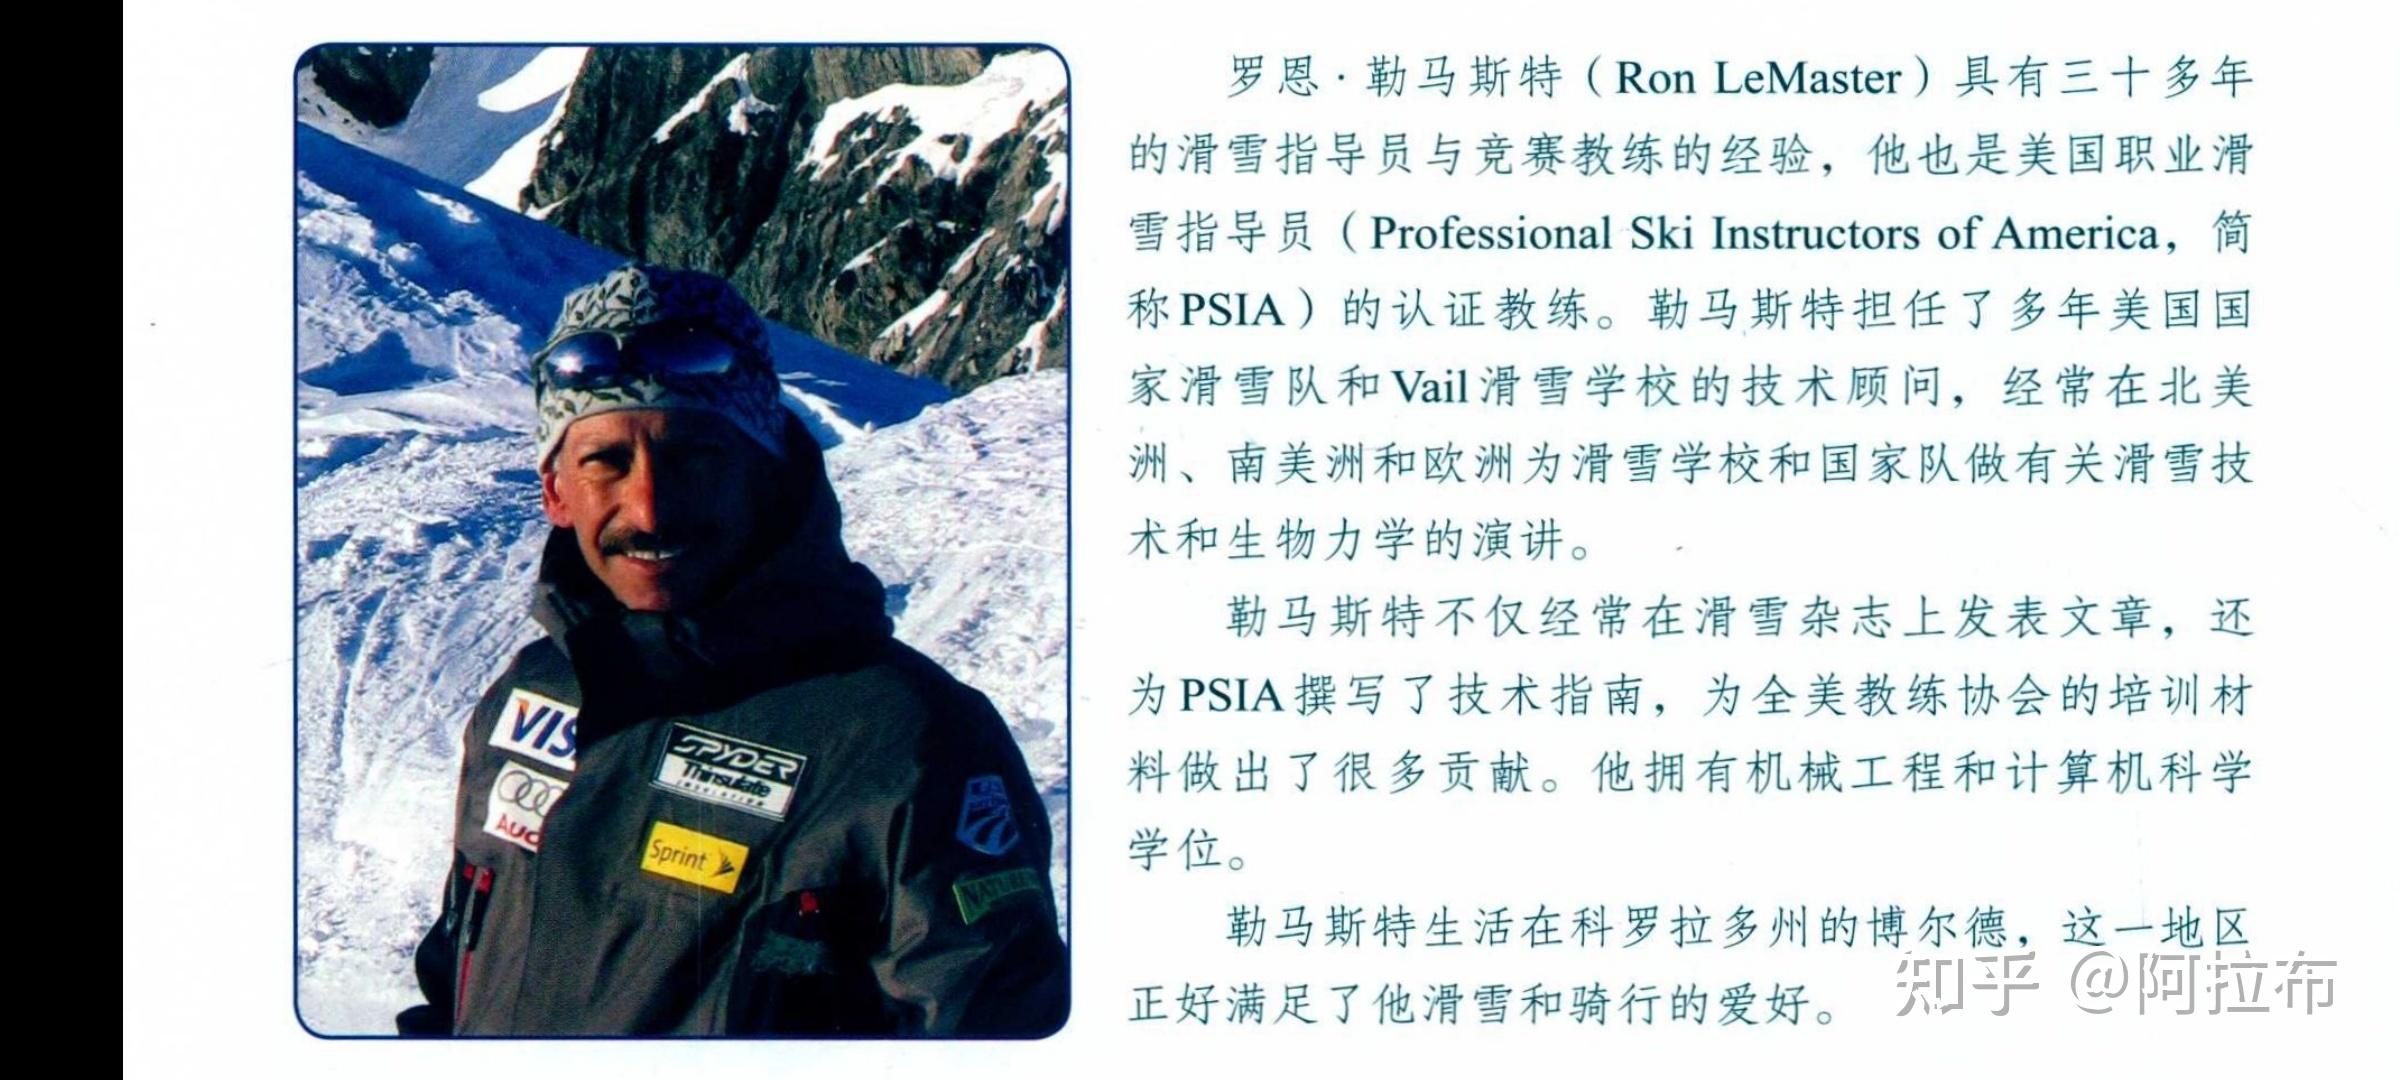 罗恩·勒马斯特（Ron LeMaster）具有三十多年
的滑雪指导员与竞赛教练的经验，他也是美国职业滑
雪指导员（Professional Ski Instructors of America，简
称PSIA）的认证教练。勒马斯特担任了多年美国国
家滑雪队和Vail滑雪学校的技术顾问，经常在北美
洲、南美洲和欧洲为滑雪学校和国家队做有关滑雪技
术和生物力学的演讲。
勒马斯特不仅经常在滑雪杂志上发表文章，还
为PSIA撰写了技术指南，为全美教练协会的培训材
料做出了很多贡献。他拥有机械工程和计算机科学
学位。
勒马斯特生活在科罗拉多州的博尔德，这一地区
正好满足了他滑雪和骑行的爱好。
VIS
SPYDER
Thinsulate
INSULATION
AUD
Sprint
NATURE
知乎 @阿拉布